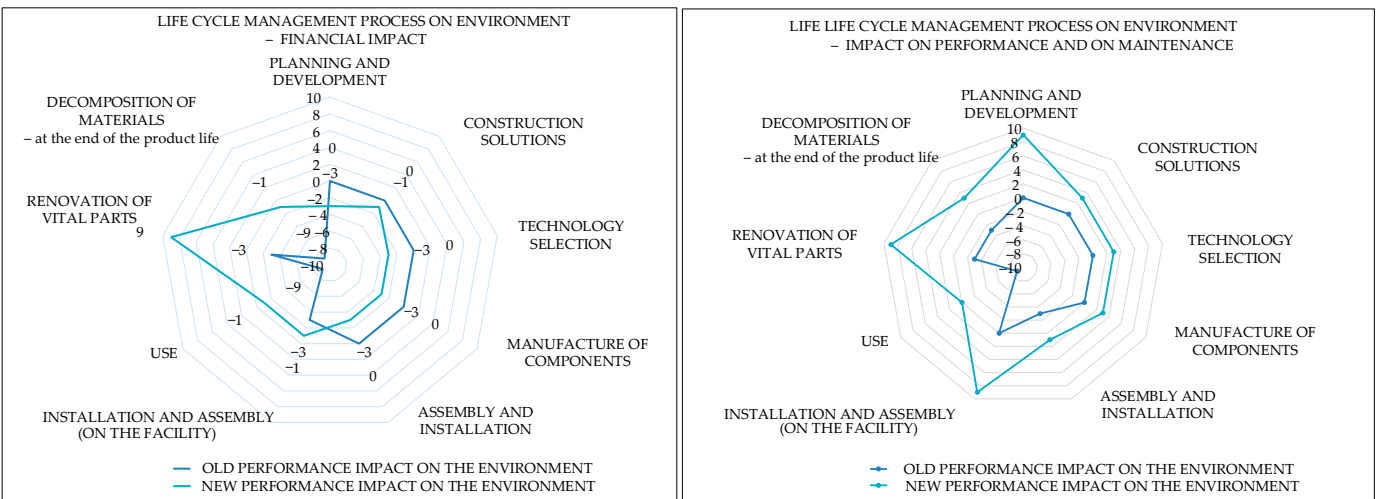 LIFE CYCLE MANAGEMENT PROCESS ON ENVIRONMENT
– FINANCIAL IMPACT
PLANNING AND
DEVELOPMENT
CONSTRUCTION
SOLUTIONS
TECHNOLOGY
SELECTION
MANUFACTURE OF
COMPONENTS
ASSEMBLY AND
INSTALLATION
INSTALLATION AND ASSEMBLY
(ON THE FACILITY)
USE
RENOVATION OF
VITAL PARTS
DECOMPOSITION OF
MATERIALS
– at the end of the product life
10
8
6
4
2
0
−2
− 4
−6
− 8
−10
0
−3
0
−1
−3
0
−3
0
−3
0
−3
−1
−9
−1
−3
9
−9
−1
OLD PERFORMANCE IMPACT ON THE ENVIRONMENT
NEW PERFORMANCE IMPACT ON THE ENVIRONMENT
LIFE LIFE CYCLE MANAGEMENT PROCESS ON ENVIRONMENT
– IMPACT ON PERFORMANCE AND ON MAINTENANCE
PLANNING AND
DEVELOPMENT
CONSTRUCTION
SOLUTIONS
TECHNOLOGY
SELECTION
MANUFACTURE OF
COMPONENTS
ASSEMBLY AND
INSTALLATION
INSTALLATION AND ASSEMBLY
(ON THE FACILITY)
USE
RENOVATION OF
VITAL PARTS
DECOMPOSITION OF
MATERIALS
– at the end of the product life
10
8
6
4
2
0
− 2
−4
−6
−8
−10
OLD PERFORMANCE IMPACT ON THE ENVIRONMENT
NEW PERFORMANCE IMPACT ON THE ENVIRONMENT